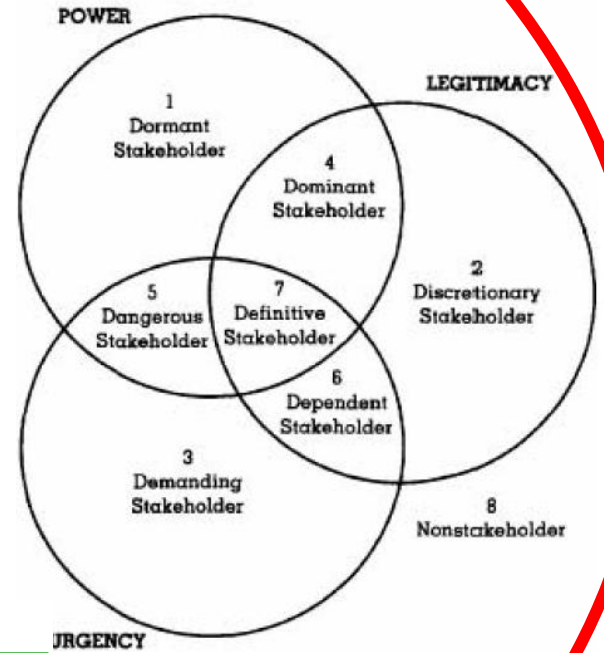 POWER
LEGITIMACY
1
Dormant
Stakeholder
4
Dominant
Stakeholder
2
Discretionary
Stakeholder
5
Dangerous
Stakeholder
7
Definitive
Stakeholder
6
Dependent
Stakeholder
3
Demanding
Stakeholder
8
Nonstakeholder
URGENCY